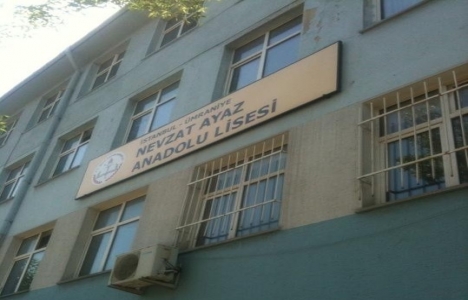 İSTANBUL - ÜMRANİYE
NEVZAT AYAZ
ANADOLU LİSESİ